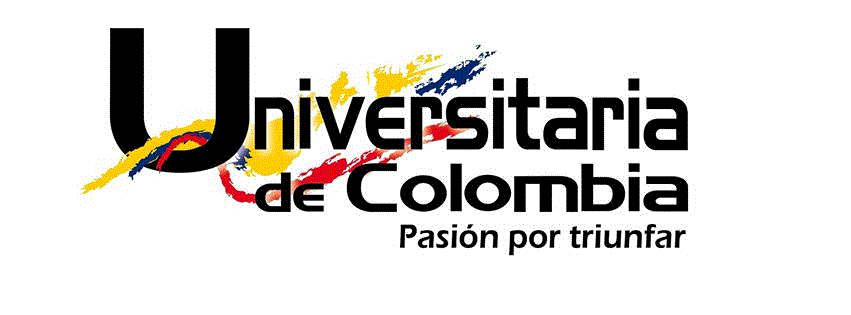 Universitaria
de Colombia
Pasión por triunfar